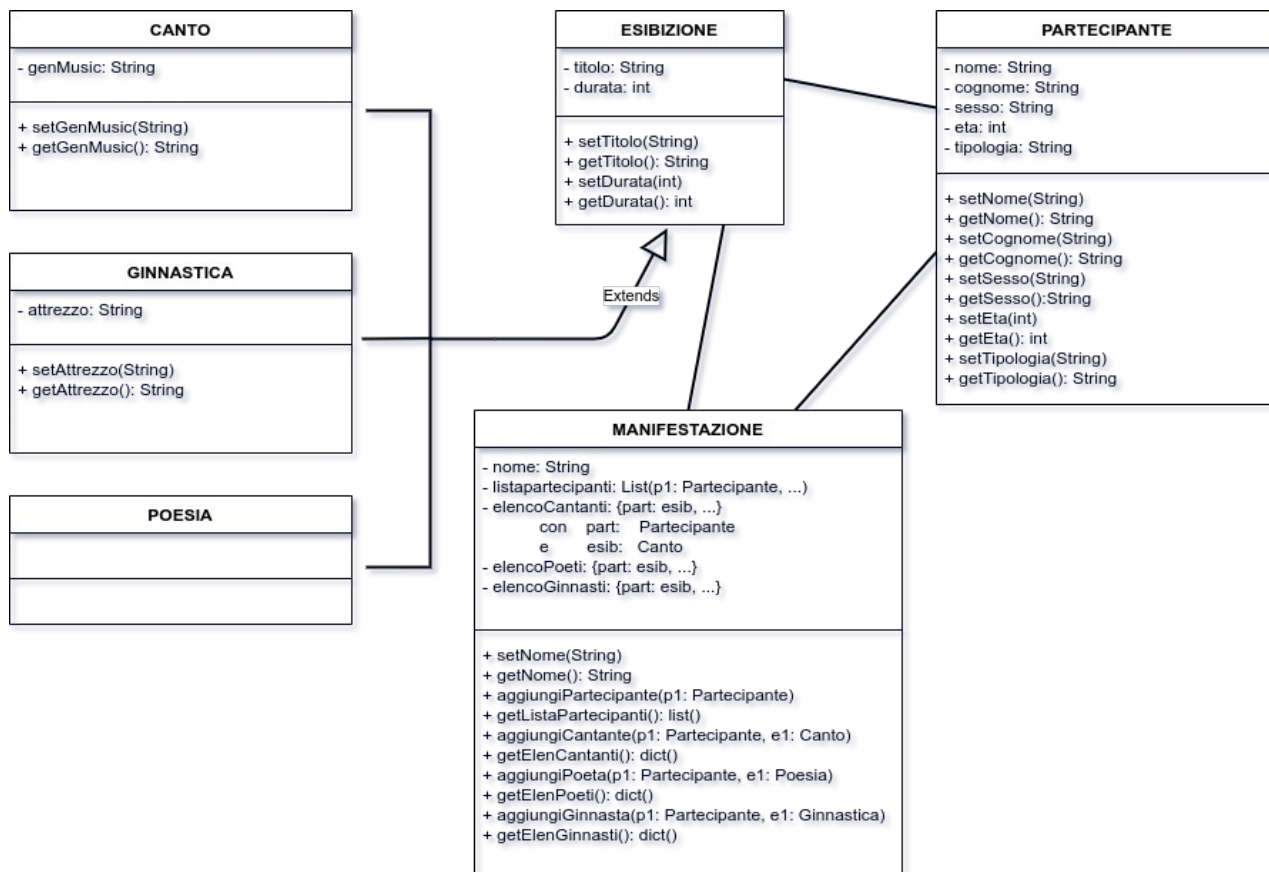 CANTO
- genMusic: String
+ setGenMusic(String)
+ getGenMusic(): String
GINNASTICA
- attrezzo: String
+ setAttrezzo(String)
+ getAttrezzo(): String
POESIA
ESIBIZIONE
- titolo: String
- durata: int
+ setTitolo(String)
+ getTitolo(): String
+ setDurata(int)
+ getDurata(): int
Extends
PARTECIPANTE
- nome: String
- cognome: String
- sesso: String
- eta: int
- tipologia: String
+ setNome(String)
+ getNome(): String
+ setCognome(String)
+ getCognome(): String
+ setSesso(String)
+ getSesso():String
+ setEta(int)
+ getEta(): int
+ setTipologia(String)
+ getTipologia(): String
MANIFESTAZIONE
- nome: String
- listapartecipanti: List(p1: Partecipante, ...)
- elencoCantanti: {part: esib, ...}
con part: Partecipante
e esib: Canto
- elencoPoeti: {part: esib, ...}
- elencoGinnasti: {part: esib, ...}
+ setNome(String)
+ getNome(): String
+ aggiungiPartecipante(p1: Partecipante)
+ getListaPartecipanti(): list()
+ aggiungiCantante(p1: Partecipante, e1: Canto)
+ getElenCantanti(): dict()
+ aggiungiPoeta(p1: Partecipante, e1: Poesia)
+ getElenPoeti(): dict()
+ aggiungiGinnasta(p1: Partecipante, e1: Ginnastica)
+ getElenGinnasti(): dict()